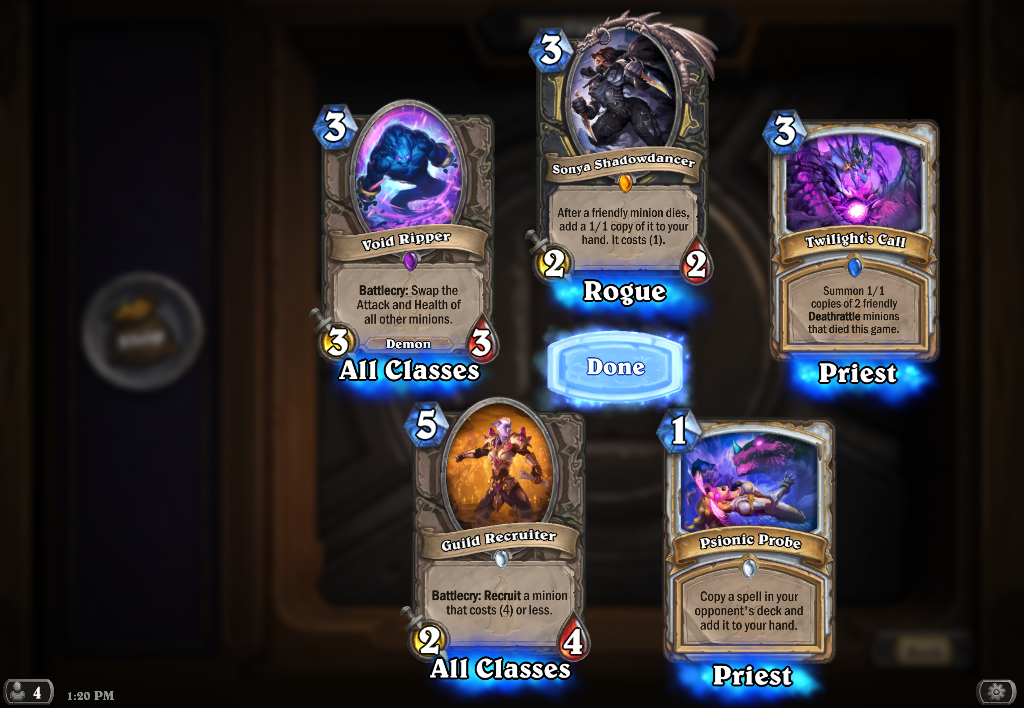 3
Void Ripper
Battlecry: Swap the
Attack and Health of
all other minions.
3
Demon
3
All Classes
3
Sonya Shadowdancer
After a friendly minion dies,
add a 1/1 copy of it to your
hand. It costs (1).
2
2
Rogue
3
Twilight's Call
Summon 1/1
copies of 2 friendly
Deathrattle minions
that died this game.
Priest
Done
5
Guild Recruiter
Battlecry: Recruit a minion
that costs (4) or less.
2
4
All Classes
1
Psionic Probe
Copy a spell in your
opponent's deck and
add it to your hand.
Priest
4
1:20 PM